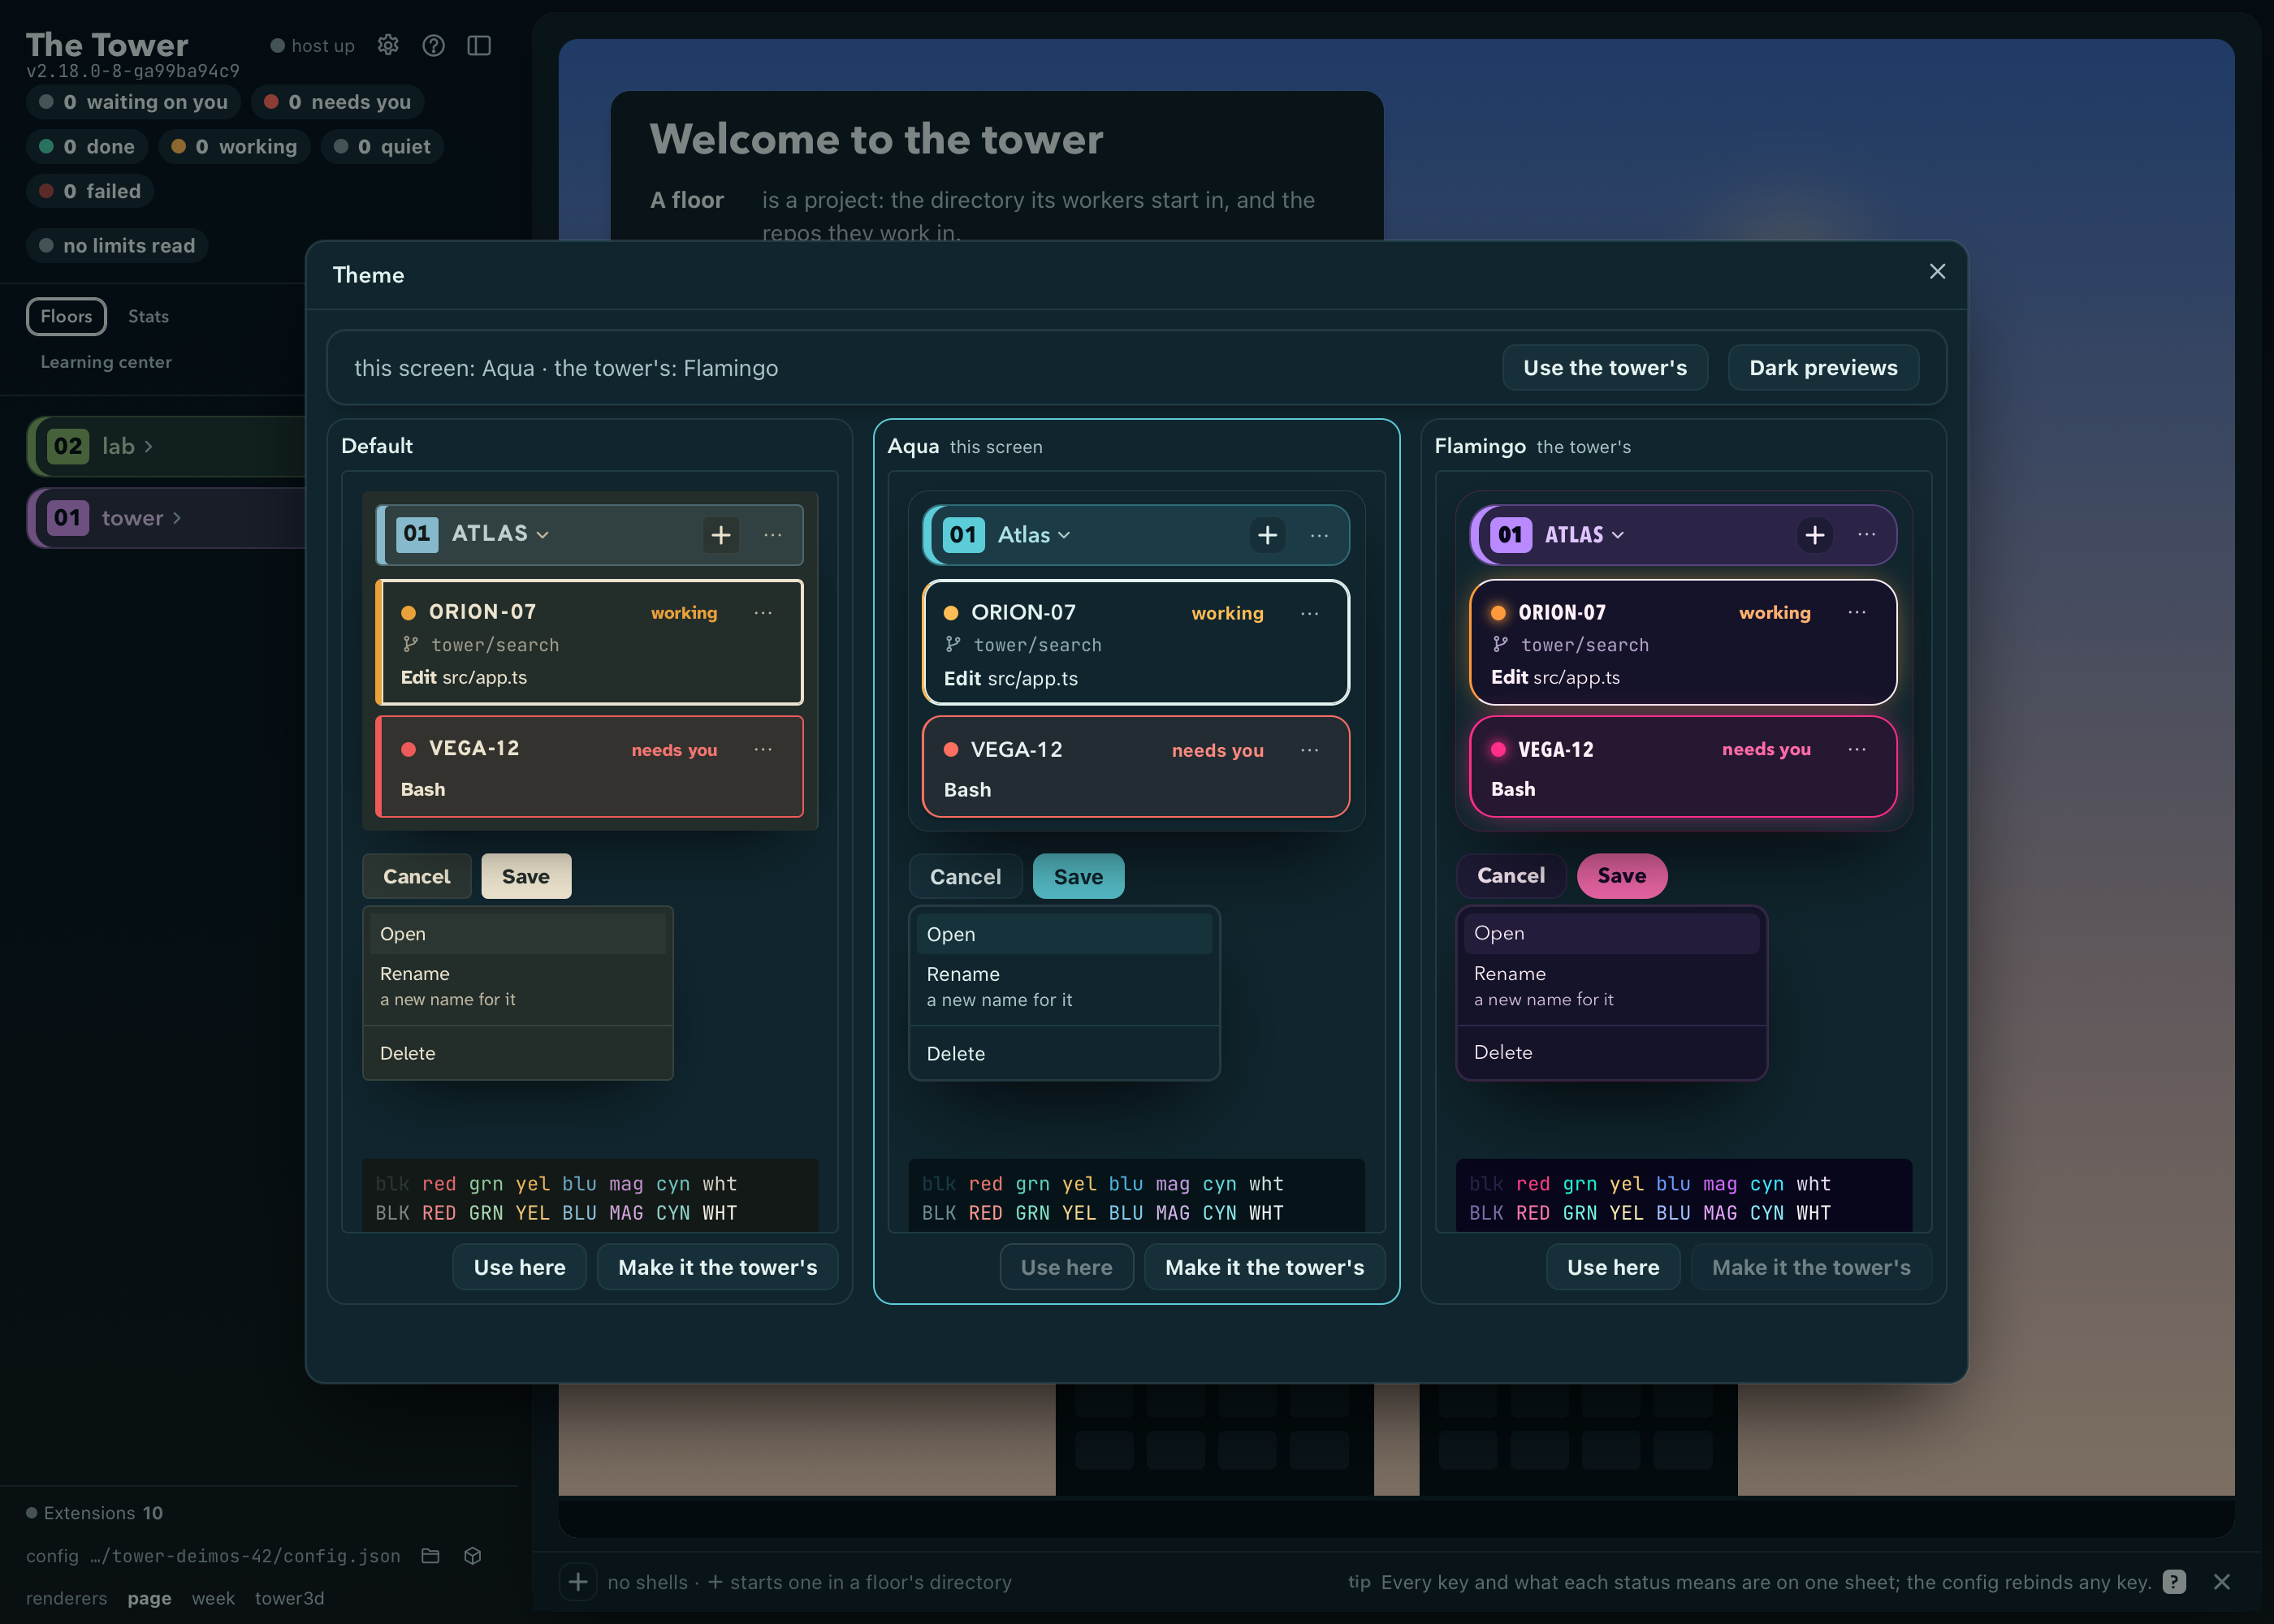 The Tower
host up
v2.18.0-8-ga99ba94c9
0 waiting on you
0 needs you
0 done
0 working
0 quiet
0 failed
no limits read
Floors
Stats
Learning center
02 lab
01 tower
Welcome to the tower
A floor is a project: the directory its workers start in, and the
repos they work in.
Theme
this screen: Aqua · the tower's: Flamingo
Use the tower's
Dark previews
Default
01 ATLAS
ORION-07 working
tower/search
Edit src/app.ts
VEGA-12 needs you
Bash
Cancel
Save
Open
Rename
a new name for it
Delete
blk red grn yel blu mag cyn wht
BLK RED GRN YEL BLU MAG CYN WHT
Use here
Make it the tower's
Aqua this screen
01 Atlas
ORION-07 working
tower/search
Edit src/app.ts
VEGA-12 needs you
Bash
Cancel
Save
Open
Rename
a new name for it
Delete
blk red grn yel blu mag cyn wht
BLK RED GRN YEL BLU MAG CYN WHT
Use here
Make it the tower's
Flamingo the tower's
01 ATLAS
ORION-07 working
tower/search
Edit src/app.ts
VEGA-12 needs you
Bash
Cancel
Save
Open
Rename
a new name for it
Delete
blk red grn yel blu mag cyn wht
BLK RED GRN YEL BLU MAG CYN WHT
Use here
Make it the tower's
Extensions 10
config …/tower-deimos-42/config.json
renderers page week tower3d
no shells · + starts one in a floor's directory
tip Every key and what each status means are on one sheet; the config rebinds any key. ?